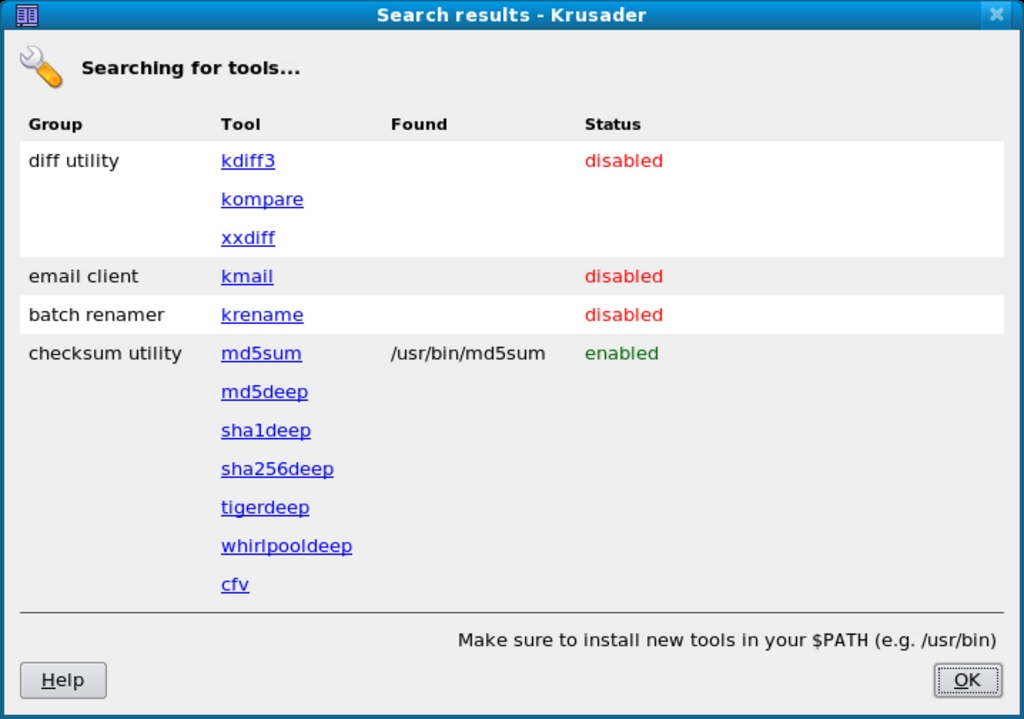 Search results - Krusader
Searching for tools...
Group Tool Found Status
diff utility kdiff3 disabled
kompare
xxdiff
email client kmail disabled
batch renamer krename disabled
checksum utility md5sum /usr/bin/md5sum enabled
md5deep
sha1deep
sha256deep
tigerdeep
whirlpooldeep
cfv
Make sure to install new tools in your $PATH (e.g. /usr/bin)
Help OK